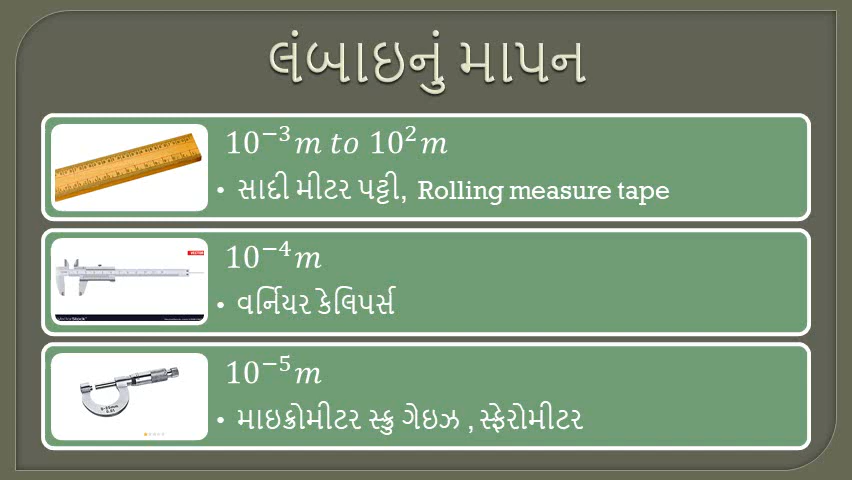 લંબાઇનું માપન
10⁻³m to 10²m
• સાદી મીટર પટ્ટી, Rolling measure tape
10⁻⁴m
• વર્નિયર કેલિપર્સ
10⁻⁵m
• માઇક્રોમીટર સ્ક્રુ ગેઇઝ , સ્ફેરોમીટર